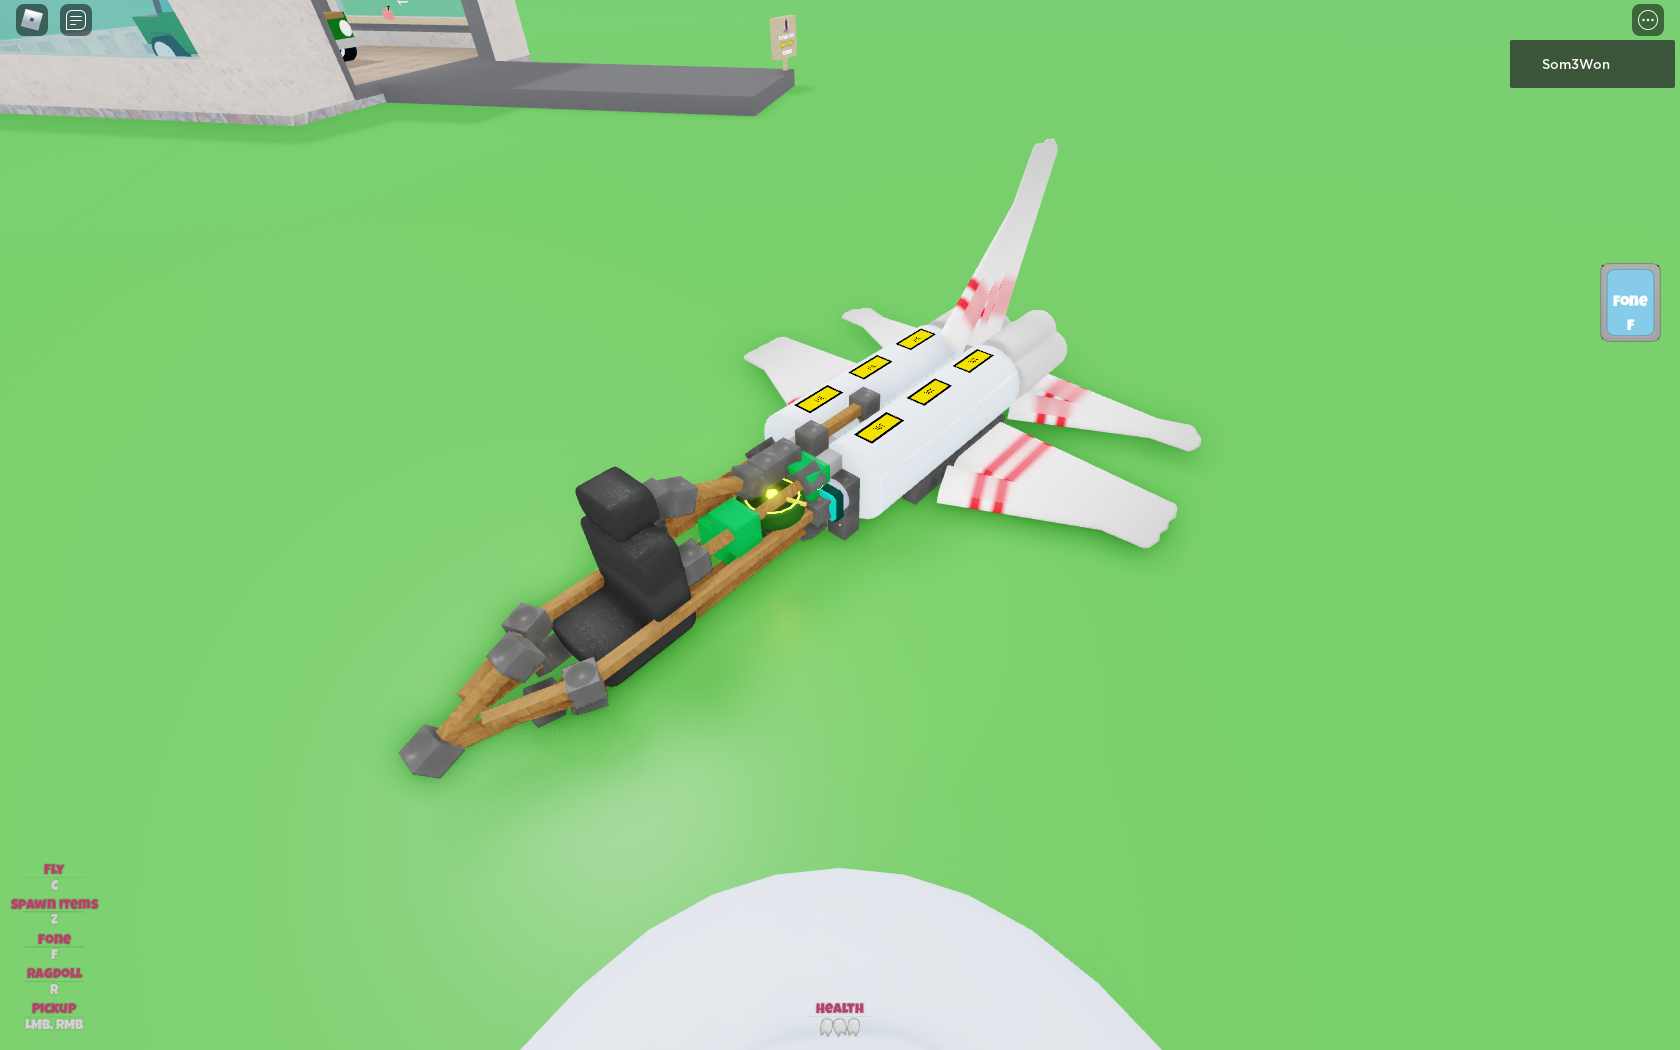 Som3Won
Fone
F
FLY
C
SPAWN ITEMS
Z
FONE
F
RAGDOLL
R
PICKUP
LMB, RMB
HEALTH